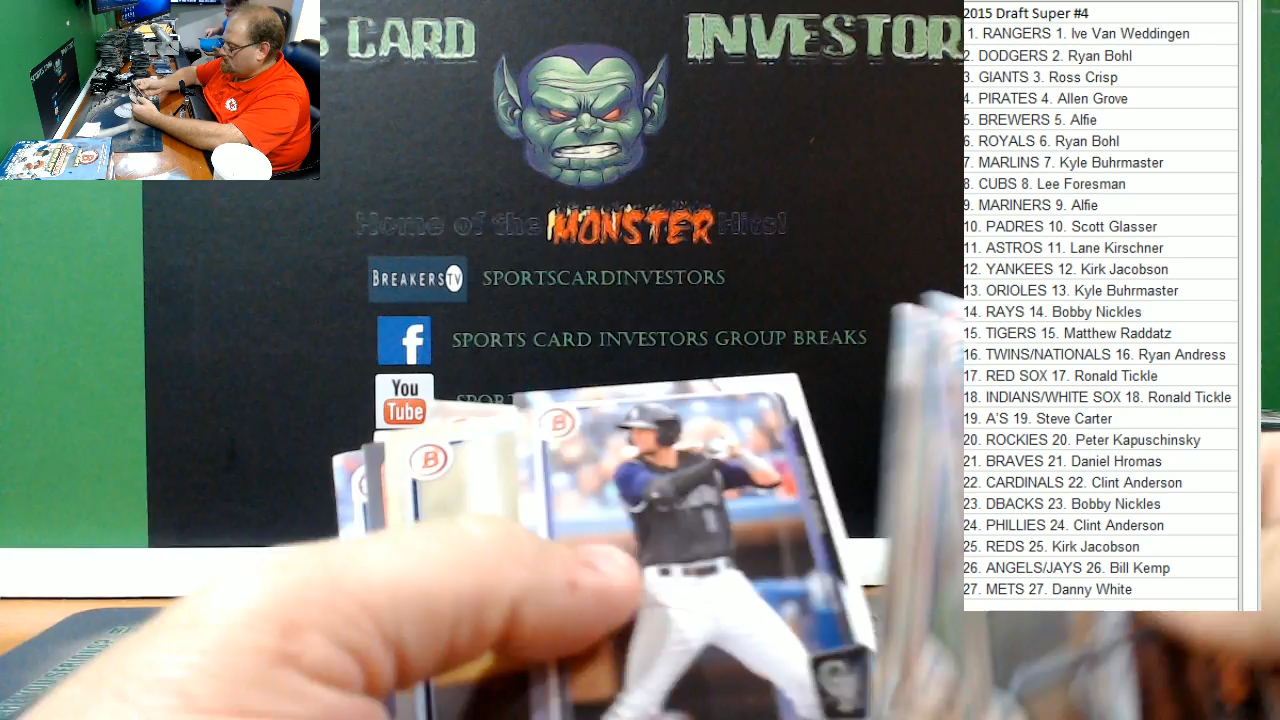 S CARD INVESTOR
Home of the MONSTER Hits!
BREAKERSTV SPORTSCARDINVESTORS
f SPORTS CARD INVESTORS GROUP BREAKS
You
Tube SPOR
B
B
2015 Draft Super #4
1. RANGERS 1. Ive Van Weddingen
2. DODGERS 2. Ryan Bohl
3. GIANTS 3. Ross Crisp
4. PIRATES 4. Allen Grove
5. BREWERS 5. Alfie
6. ROYALS 6. Ryan Bohl
7. MARLINS 7. Kyle Buhrmaster
8. CUBS 8. Lee Foresman
9. MARINERS 9. Alfie
10. PADRES 10. Scott Glasser
11. ASTROS 11. Lane Kirschner
12. YANKEES 12. Kirk Jacobson
13. ORIOLES 13. Kyle Buhrmaster
14. RAYS 14. Bobby Nickles
15. TIGERS 15. Matthew Raddatz
16. TWINS/NATIONALS 16. Ryan Andress
17. RED SOX 17. Ronald Tickle
18. INDIANS/WHITE SOX 18. Ronald Tickle
19. A'S 19. Steve Carter
20. ROCKIES 20. Peter Kapuschinsky
21. BRAVES 21. Daniel Hromas
22. CARDINALS 22. Clint Anderson
23. DBACKS 23. Bobby Nickles
24. PHILLIES 24. Clint Anderson
25. REDS 25. Kirk Jacobson
26. ANGELS/JAYS 26. Bill Kemp
27. METS 27. Danny White